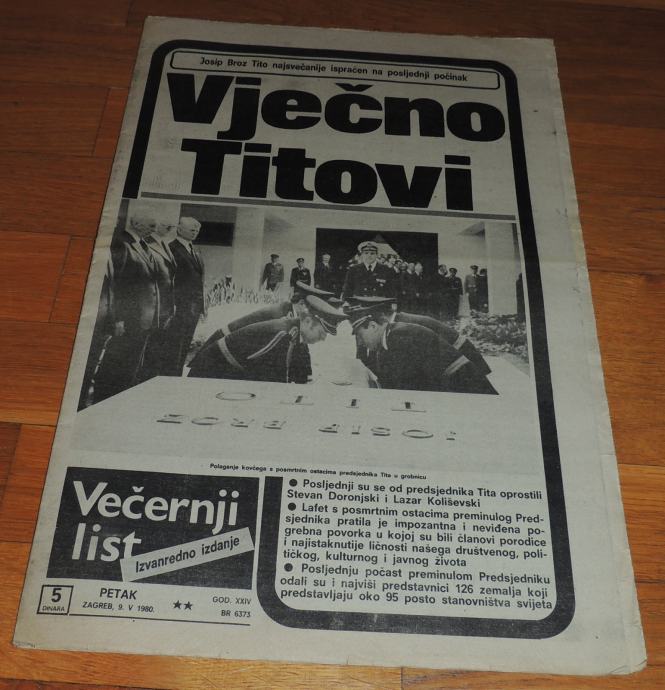 Josip Broz Tito najsvečanije ispraćen na posljednji počinak
Vječno
Titovi
TITO
JOSIP BROZ
Polaganje kovčega s posmrtnim ostacima predsjednika Tita u grobnicu
● Posljednji su se od predsjednika Tita oprostili
Stevan Doronjski i Lazar Koliševski
● Lafet s posmrtnim ostacima preminulog Pred-
sjednika pratila je impozantna i neviđena po-
grebna povorka u kojoj su bili članovi porodice
i najistaknutije ličnosti našega društvenog, poli-
tičkog, kulturnog i javnog života
● Posljednju počast preminulom Predsjedniku
odali su i najviši predstavnici 126 zemalja koji
predstavljaju oko 95 posto stanovništva svijeta
Večernji
list
Izvanredno izdanje
5
DINARA
PETAK
ZAGREB, 9. V 1980.
★★
GOD. XXIV
BR 6373